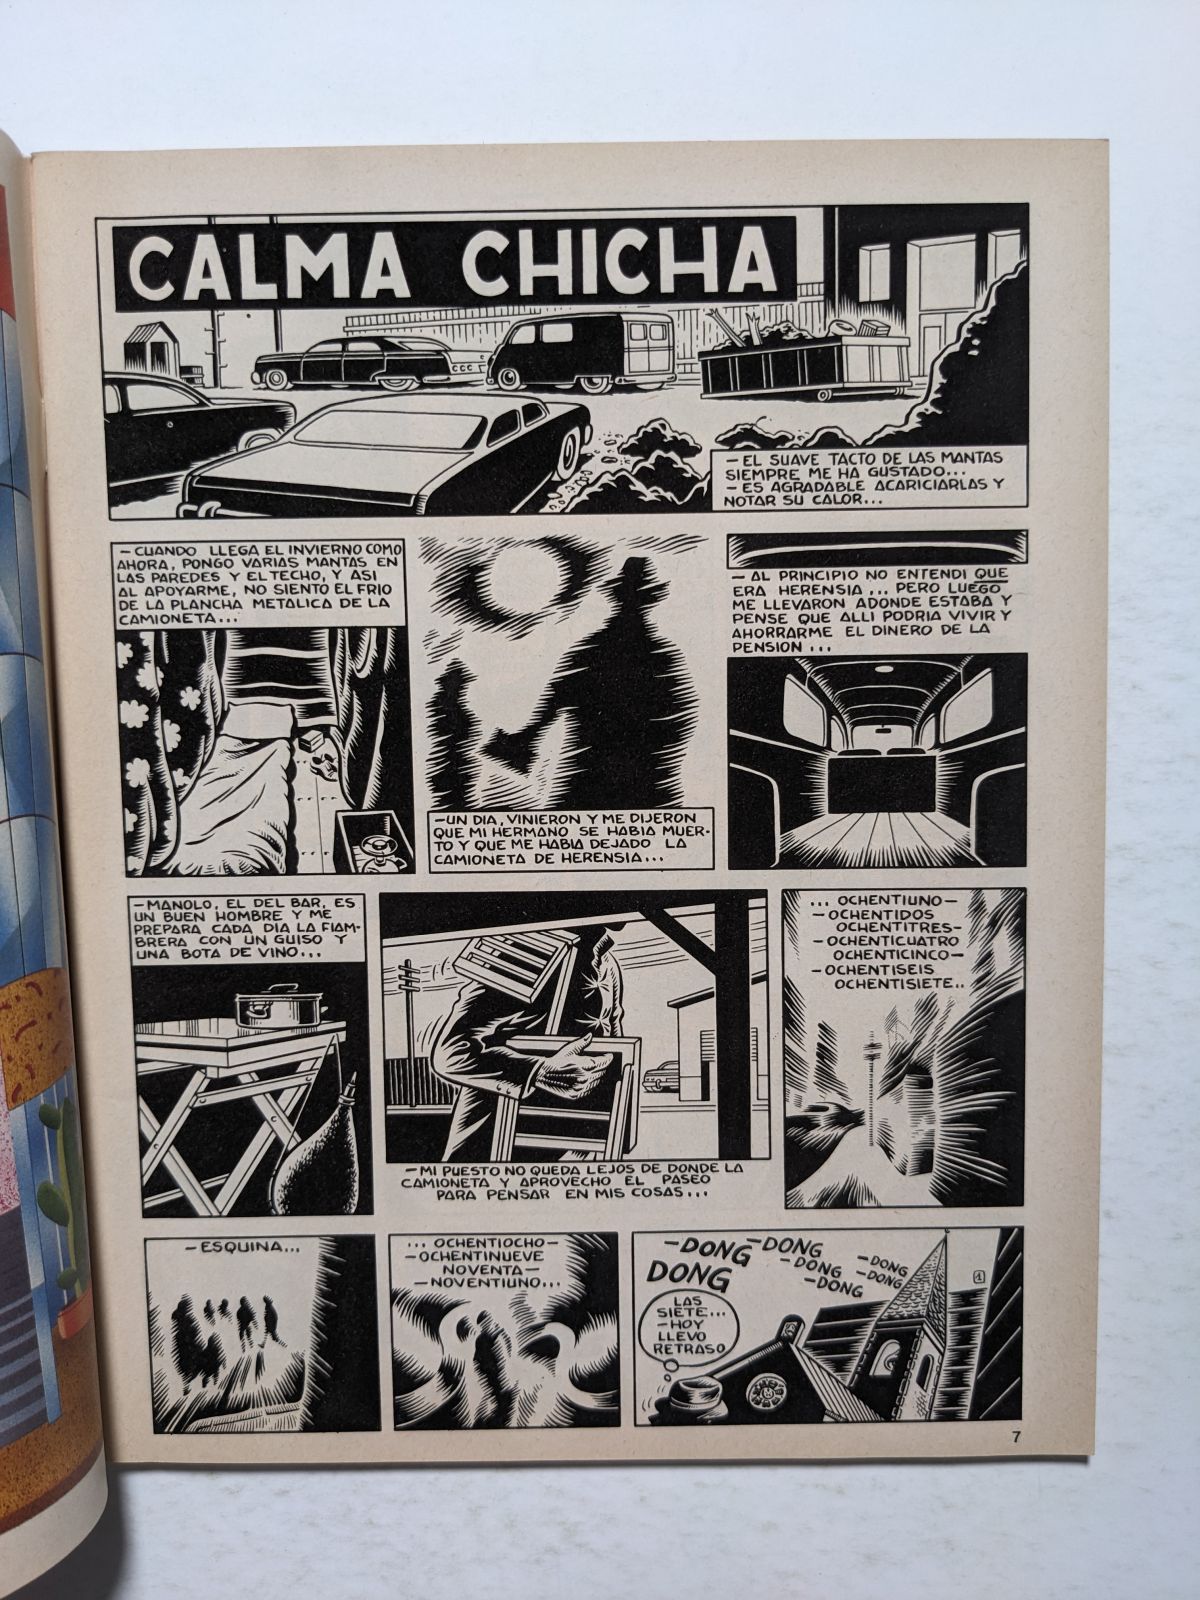 CALMA CHICHA
- EL SUAVE TACTO DE LAS MANTAS
SIEMPRE ME HA GUSTADO...
- ES AGRADABLE ACARICIARLAS Y
NOTAR SU CALOR...
- CUANDO LLEGA EL INVIERNO COMO
AHORA, PONGO VARIAS MANTAS EN
LAS PAREDES Y EL TECHO, Y ASI
AL APOYARME, NO SIENTO EL FRIO
DE LA PLANCHA METALICA DE LA
CAMIONETA...
- UN DIA, VINIERON Y ME DIJERON
QUE MI HERMANO SE HABIA MUER-
TO Y QUE ME HABIA DEJADO LA
CAMIONETA DE HERENSIA...
- AL PRINCIPIO NO ENTENDI QUE
ERA HERENSIA... PERO LUEGO
ME LLEVARON ADONDE ESTABA Y
PENSE QUE ALLI PODRIA VIVIR Y
AHORRARME EL DINERO DE LA
PENSION...
- MANOLO, EL DEL BAR, ES
UN BUEN HOMBRE Y ME
PREPARA CADA DIA LA FIAM-
BRERA CON UN GUISO Y
UNA BOTA DE VINO...
- MI PUESTO NO QUEDA LEJOS DE DONDE LA
CAMIONETA Y APROVECHO EL PASEO
PARA PENSAR EN MIS COSAS...
... OCHENTIUNO -
- OCHENTIDOS
OCHENTITRES -
- OCHENTICUATRO
OCHENTICINCO -
- OCHENTISEIS
OCHENTISIETE..
- ESQUINA...
... OCHENTIOCHO -
- OCHENTINUEVE
NOVENTA -
- NOVENTIUNO...
- DONG
DONG
- DONG
- DONG
- DONG
- DONG
- DONG
LAS
SIETE...
- HOY
LLEVO
RETRASO
1
7